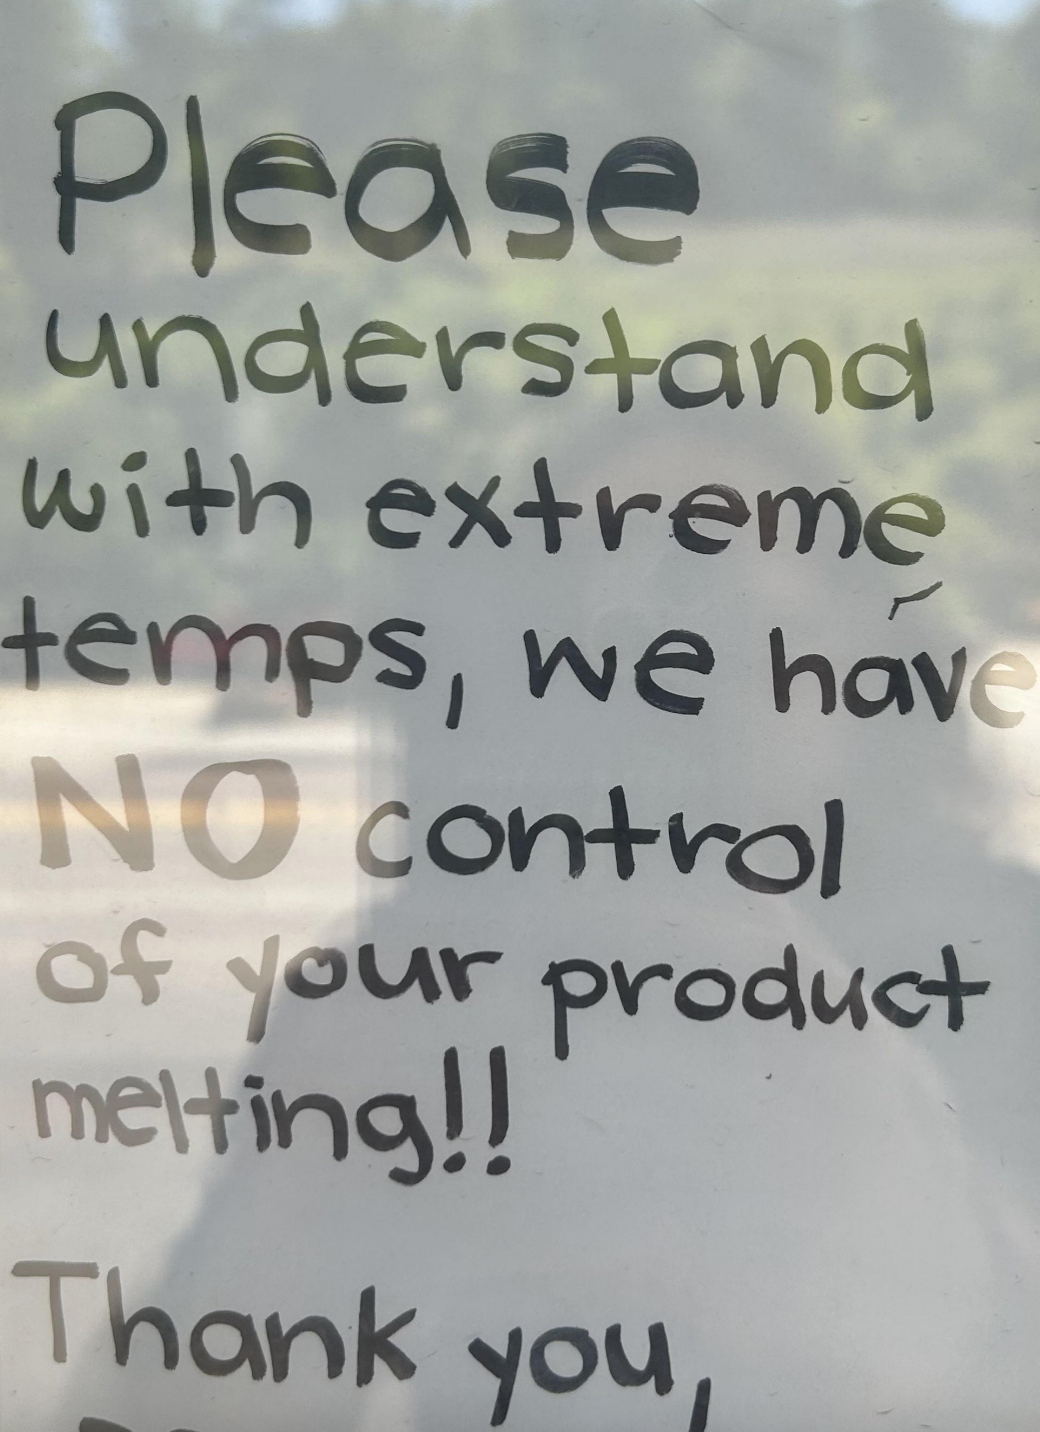 Please
understand
with extreme
temps, we have
NO control
of your product
melting!!
Thank you,